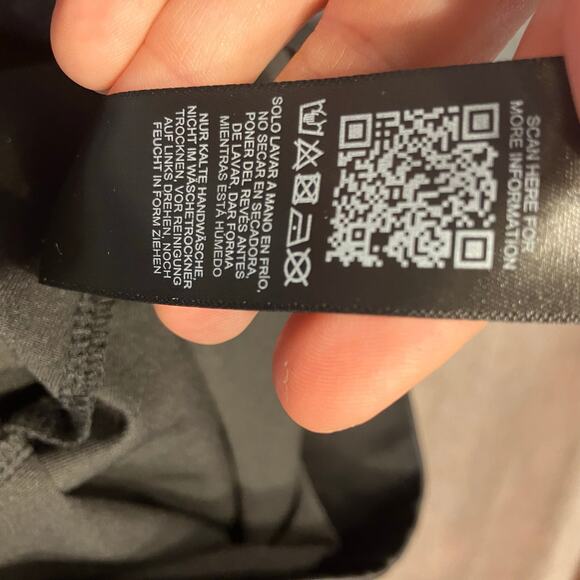 SCAN HERE FOR
MORE INFORMATION
SOLO LAVAR A MANO EN FRÍO,
NO SECAR EN SECADORA,
PONER DEL REVÉS ANTES
DE LAVAR, DAR FORMA
MIENTRAS ESTÁ HÚMEDO
NUR KALTE HANDWÄSCHE
NICHT IM WÄSCHETROCKNER
TROCKNEN, VOR REINIGUNG
AUF LINKS DREHEN, NOCH
FEUCHT IN FORM ZIEHEN